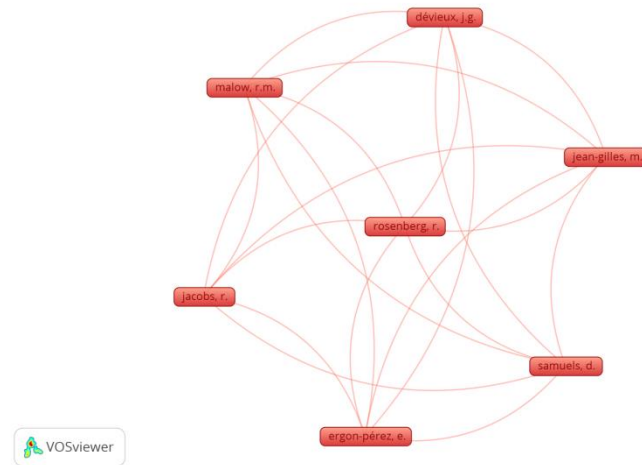 dévieux, j.g.
malow, r.m.
jean-gilles, m.
rosenberg, r.
jacobs, r.
samuels, d.
ergon-pérez, e.
VOSviewer